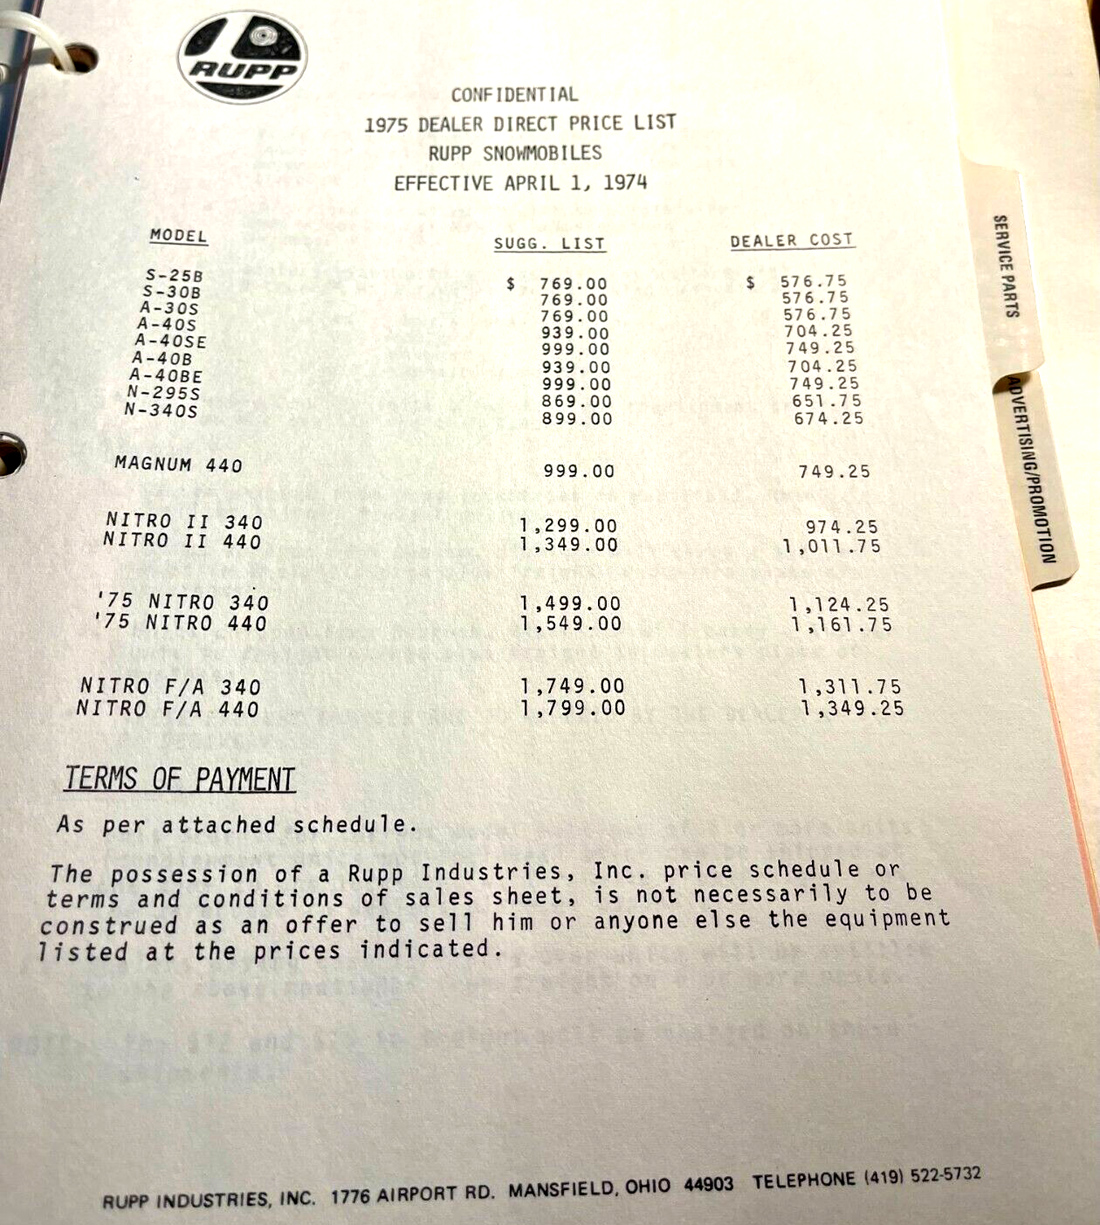 RUPP
CONFIDENTIAL
1975 DEALER DIRECT PRICE LIST
RUPP SNOWMOBILES
EFFECTIVE APRIL 1, 1974
MODEL SUGG. LIST DEALER COST
S-25B $ 769.00 $ 576.75
S-30B 769.00 576.75
A-30S 769.00 576.75
A-40S 939.00 704.25
A-40SE 999.00 749.25
A-40B 939.00 704.25
A-40BE 999.00 749.25
N-295S 869.00 651.75
N-340S 899.00 674.25
MAGNUM 440 999.00 749.25
NITRO II 340 1,299.00 974.25
NITRO II 440 1,349.00 1,011.75
'75 NITRO 340 1,499.00 1,124.25
'75 NITRO 440 1,549.00 1,161.75
NITRO F/A 340 1,749.00 1,311.75
NITRO F/A 440 1,799.00 1,349.25
TERMS OF PAYMENT
As per attached schedule.
The possession of a Rupp Industries, Inc. price schedule or
terms and conditions of sales sheet, is not necessarily to be
construed as an offer to sell him or anyone else the equipment
listed at the prices indicated.
RUPP INDUSTRIES, INC. 1776 AIRPORT RD. MANSFIELD, OHIO 44903 TELEPHONE (419) 522-5732
SERVICE PARTS
ADVERTISING/PROMOTION